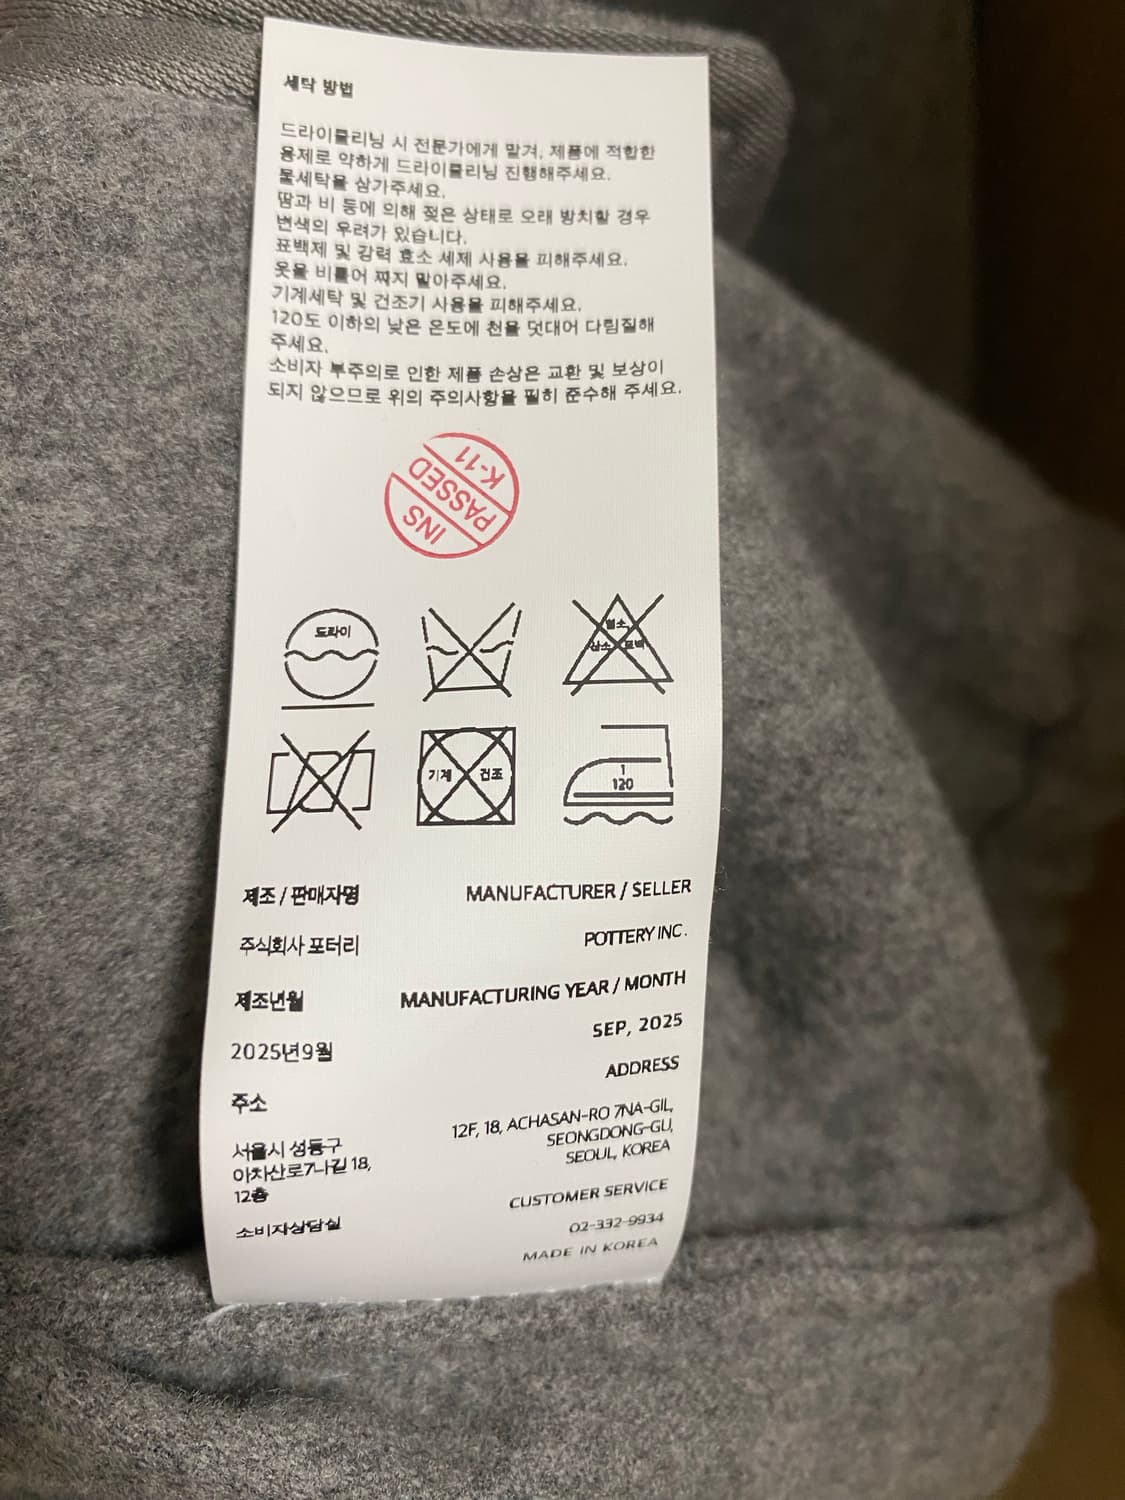 세탁 방법
드라이클리닝 시 전문가에게 맡겨, 제품에 적합한
용제로 약하게 드라이클리닝 진행해주세요.
물세탁을 삼가주세요.
땀과 비 등에 의해 젖은 상태로 오래 방치할 경우
변색의 우려가 있습니다.
표백제 및 강력 효소 세제 사용을 피해주세요.
옷을 비틀어 짜지 말아주세요.
기계세탁 및 건조기 사용을 피해주세요.
120도 이하의 낮은 온도에 천을 덧대어 다림질해
주세요.
소비자 부주의로 인한 제품 손상은 교환 및 보상이
되지 않으므로 위의 주의사항을 필히 준수해 주세요.
INS
PASSED
K-11
드라이
염소,
산소 표백
기계 건조
1
120
제조 / 판매자명
MANUFACTURER / SELLER
주식회사 포터리
POTTERY INC.
제조년월
MANUFACTURING YEAR / MONTH
2025년9월
SEP, 2025
주소
ADDRESS
서울시 성동구
아차산로7나길 18,
12층
12F, 18, ACHASAN-RO 7NA-GIL,
SEONGDONG-GU,
SEOUL, KOREA
소비자상담실
CUSTOMER SERVICE
02-332-9934
MADE IN KOREA